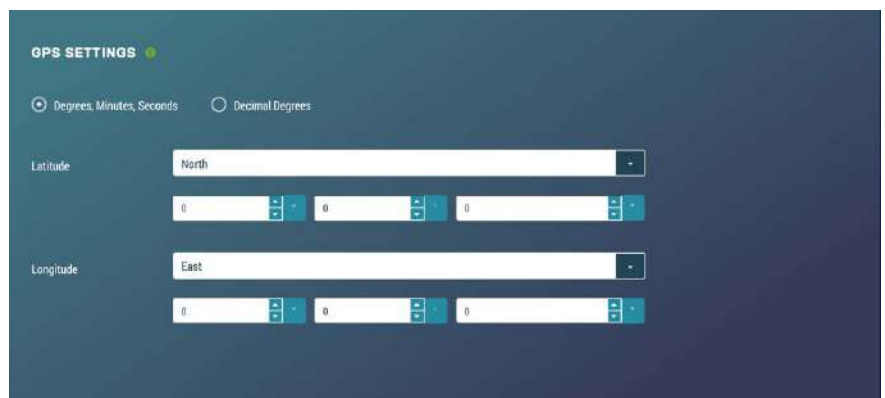 GPS SETTINGS
Degrees, Minutes, Seconds Decimal Degrees
Latitude North
0 0 0
Longitude East
0 0 0